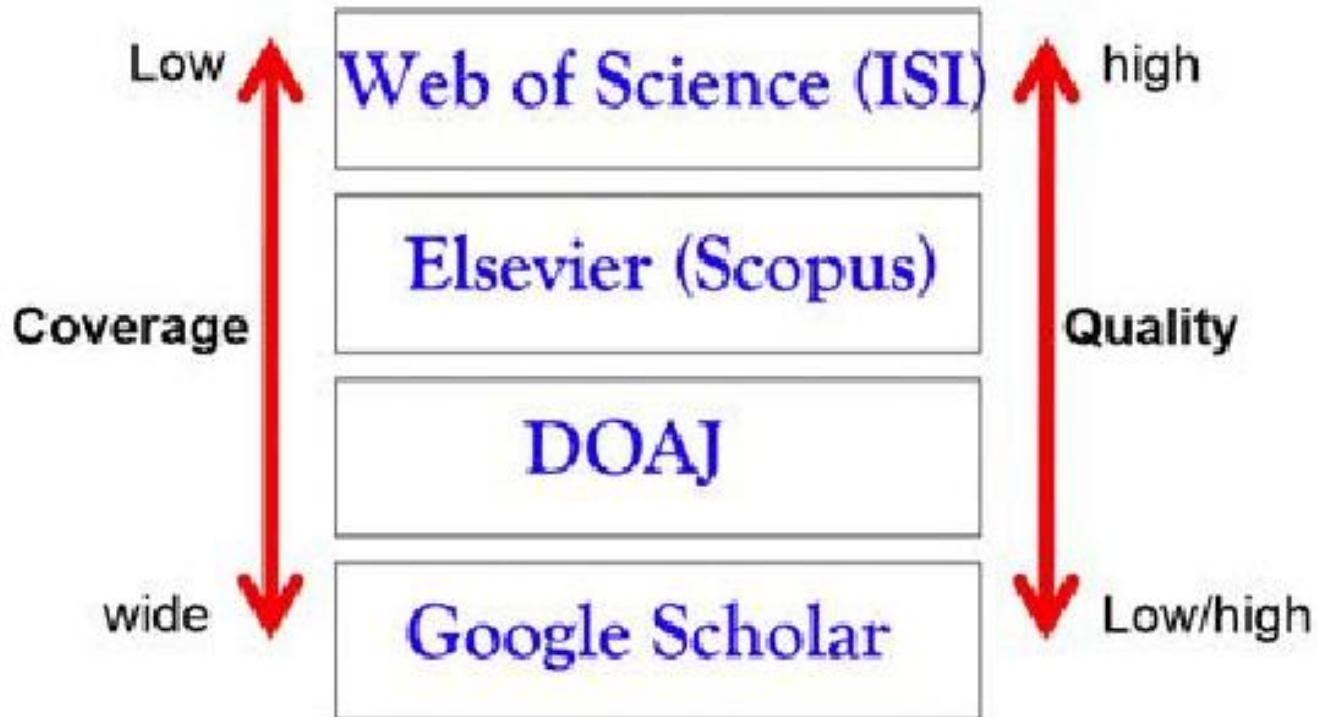 Low
Web of Science (ISI)
high
Elsevier (Scopus)
Coverage
Quality
DOAJ
wide
Google Scholar
Low/high